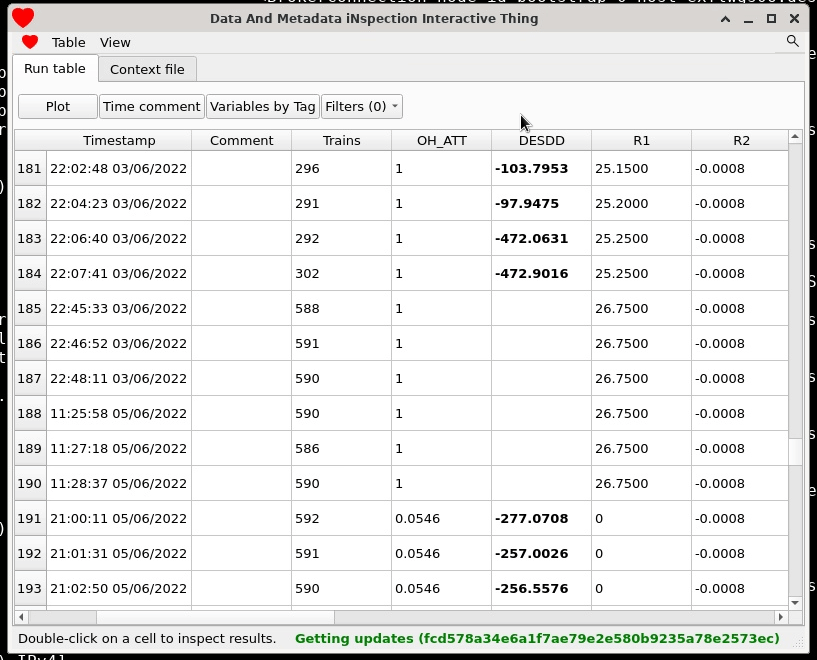 Data And Metadata iNspection Interactive Thing
Table View
Run table Context file
Plot Time comment Variables by Tag Filters (0)
Timestamp Comment Trains OH_ATT DESDD R1 R2
181 22:02:48 03/06/2022 296 1 -103.7953 25.1500 -0.0008
182 22:04:23 03/06/2022 291 1 -97.9475 25.2000 -0.0008
183 22:06:40 03/06/2022 292 1 -472.0631 25.2500 -0.0008
184 22:07:41 03/06/2022 302 1 -472.9016 25.2500 -0.0008
185 22:45:33 03/06/2022 588 1 26.7500 -0.0008
186 22:46:52 03/06/2022 591 1 26.7500 -0.0008
187 22:48:11 03/06/2022 590 1 26.7500 -0.0008
188 11:25:58 05/06/2022 590 1 26.7500 -0.0008
189 11:27:18 05/06/2022 586 1 26.7500 -0.0008
190 11:28:37 05/06/2022 590 1 26.7500 -0.0008
191 21:00:11 05/06/2022 592 0.0546 -277.0708 0 -0.0008
192 21:01:31 05/06/2022 591 0.0546 -257.0026 0 -0.0008
193 21:02:50 05/06/2022 590 0.0546 -256.5576 0 -0.0008
Double-click on a cell to inspect results. Getting updates (fcd578a34e6a1f7ae79e2e580b9235a78e2573ec)